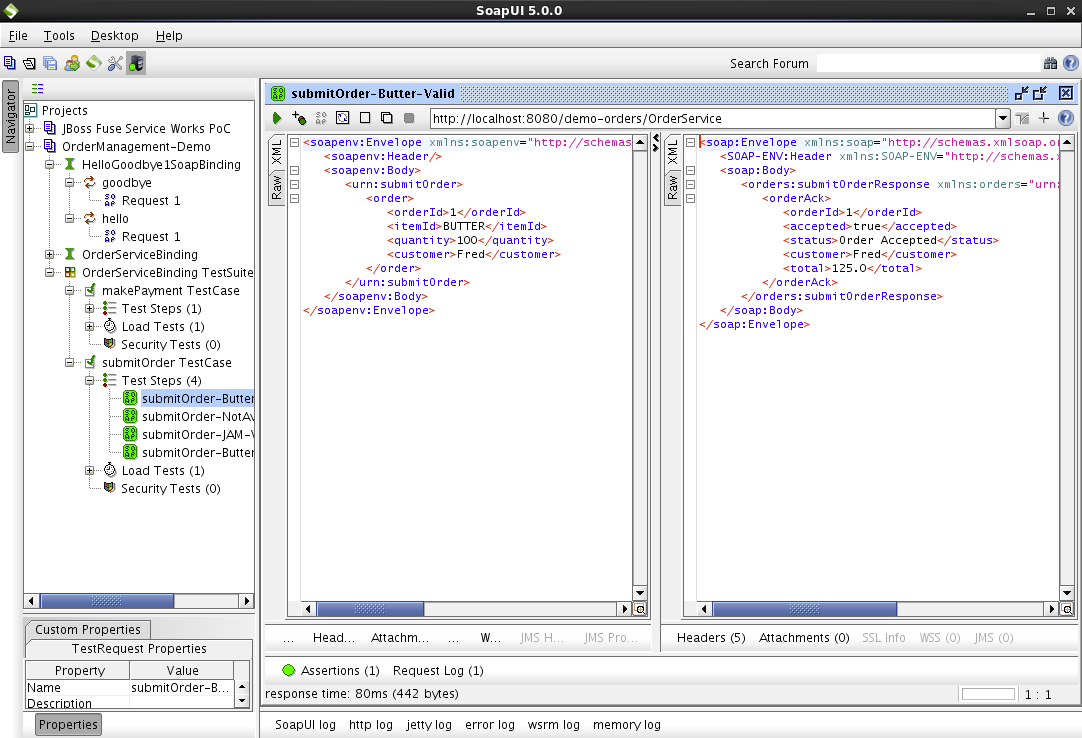 SoapUI 5.0.0
File Tools Desktop Help
Search Forum
Navigator
Projects
JBoss Fuse Service Works PoC
OrderManagement-Demo
HelloGoodbye1SoapBinding
goodbye
Request 1
hello
Request 1
OrderServiceBinding
OrderServiceBinding TestSuite
makePayment TestCase
Test Steps (1)
Load Tests (1)
Security Tests (0)
submitOrder TestCase
Test Steps (4)
submitOrder-Butter
submitOrder-NotAv
submitOrder-JAM-V
submitOrder-Butter
Load Tests (1)
Security Tests (0)
Custom Properties
TestRequest Properties
Property Value
Name submitOrder-B...
Description
Properties
submitOrder-Butter-Valid
http://localhost:8080/demo-orders/OrderService
XML
Raw
<soapenv:Envelope xmlns:soapenv="http://schemas
<soapenv:Header/>
<soapenv:Body>
<urn:submitOrder>
<order>
<orderId>1</orderId>
<itemId>BUTTER</itemId>
<quantity>100</quantity>
<customer>Fred</customer>
</order>
</urn:submitOrder>
</soapenv:Body>
</soapenv:Envelope>
... Head... Attachm... ... W... JMS H... JMS Pro...
XML
Raw
<soap:Envelope xmlns:soap="http://schemas.xmlsoap.or
<SOAP-ENV:Header xmlns:SOAP-ENV="http://schemas.x
<soap:Body>
<orders:submitOrderResponse xmlns:orders="urn:
<orderAck>
<orderId>1</orderId>
<accepted>true</accepted>
<status>Order Accepted</status>
<customer>Fred</customer>
<total>125.0</total>
</orderAck>
</orders:submitOrderResponse>
</soap:Body>
</soap:Envelope>
Headers (5) Attachments (0) SSL Info WSS (0) JMS (0)
Assertions (1) Request Log (1)
response time: 80ms (442 bytes)
1 : 1
SoapUI log http log jetty log error log wsrm log memory log